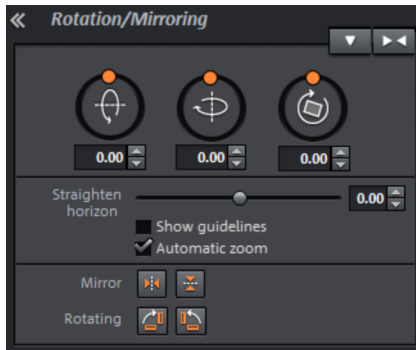 Rotation/Mirroring
0.00 0.00 0.00
Straighten 0.00
horizon
Show guidelines
Automatic zoom
Mirror
Rotating